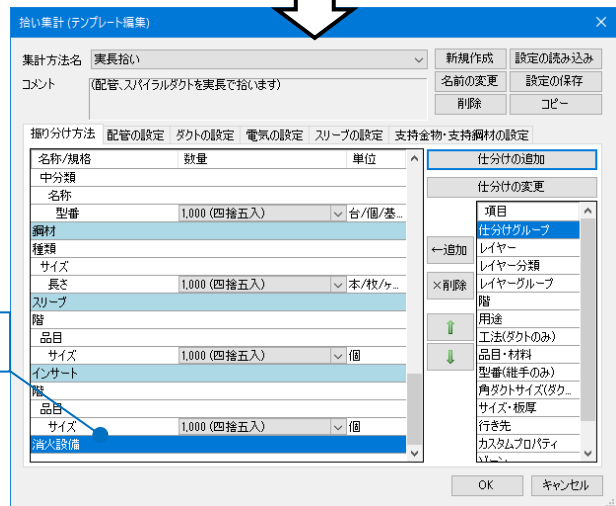 拾い集計 (テンプレート編集)
集計方法名 実長拾い 新規作成 設定の読み込み
コメント (配管、スパイラルダクトを実長で拾います) 名前の変更 設定の保存
削除 コピー
振り分け方法 配管の設定 ダクトの設定 電気の設定 スリーブの設定 支持金物・支持鋼材の設定
名称/規格 数量 単位
中分類
名称
型番 1,000 (四捨五入) 台/個/基...
鋼材
種類
サイズ
長さ 1,000 (四捨五入) 本/枚/ヶ...
スリーブ
階
品目
サイズ 1,000 (四捨五入) 個
インサート
階
品目
サイズ 1,000 (四捨五入) 個
消火設備
仕分けの追加
仕分けの変更
←追加
×削除
項目
仕分けグループ
レイヤー
レイヤー分類
レイヤーグループ
階
用途
工法(ダクトのみ)
品目・材料
型番(継手のみ)
角ダクトサイズ(ダク...
サイズ・板厚
行き先
カスタムプロパティ
ゾーン
OK キャンセル